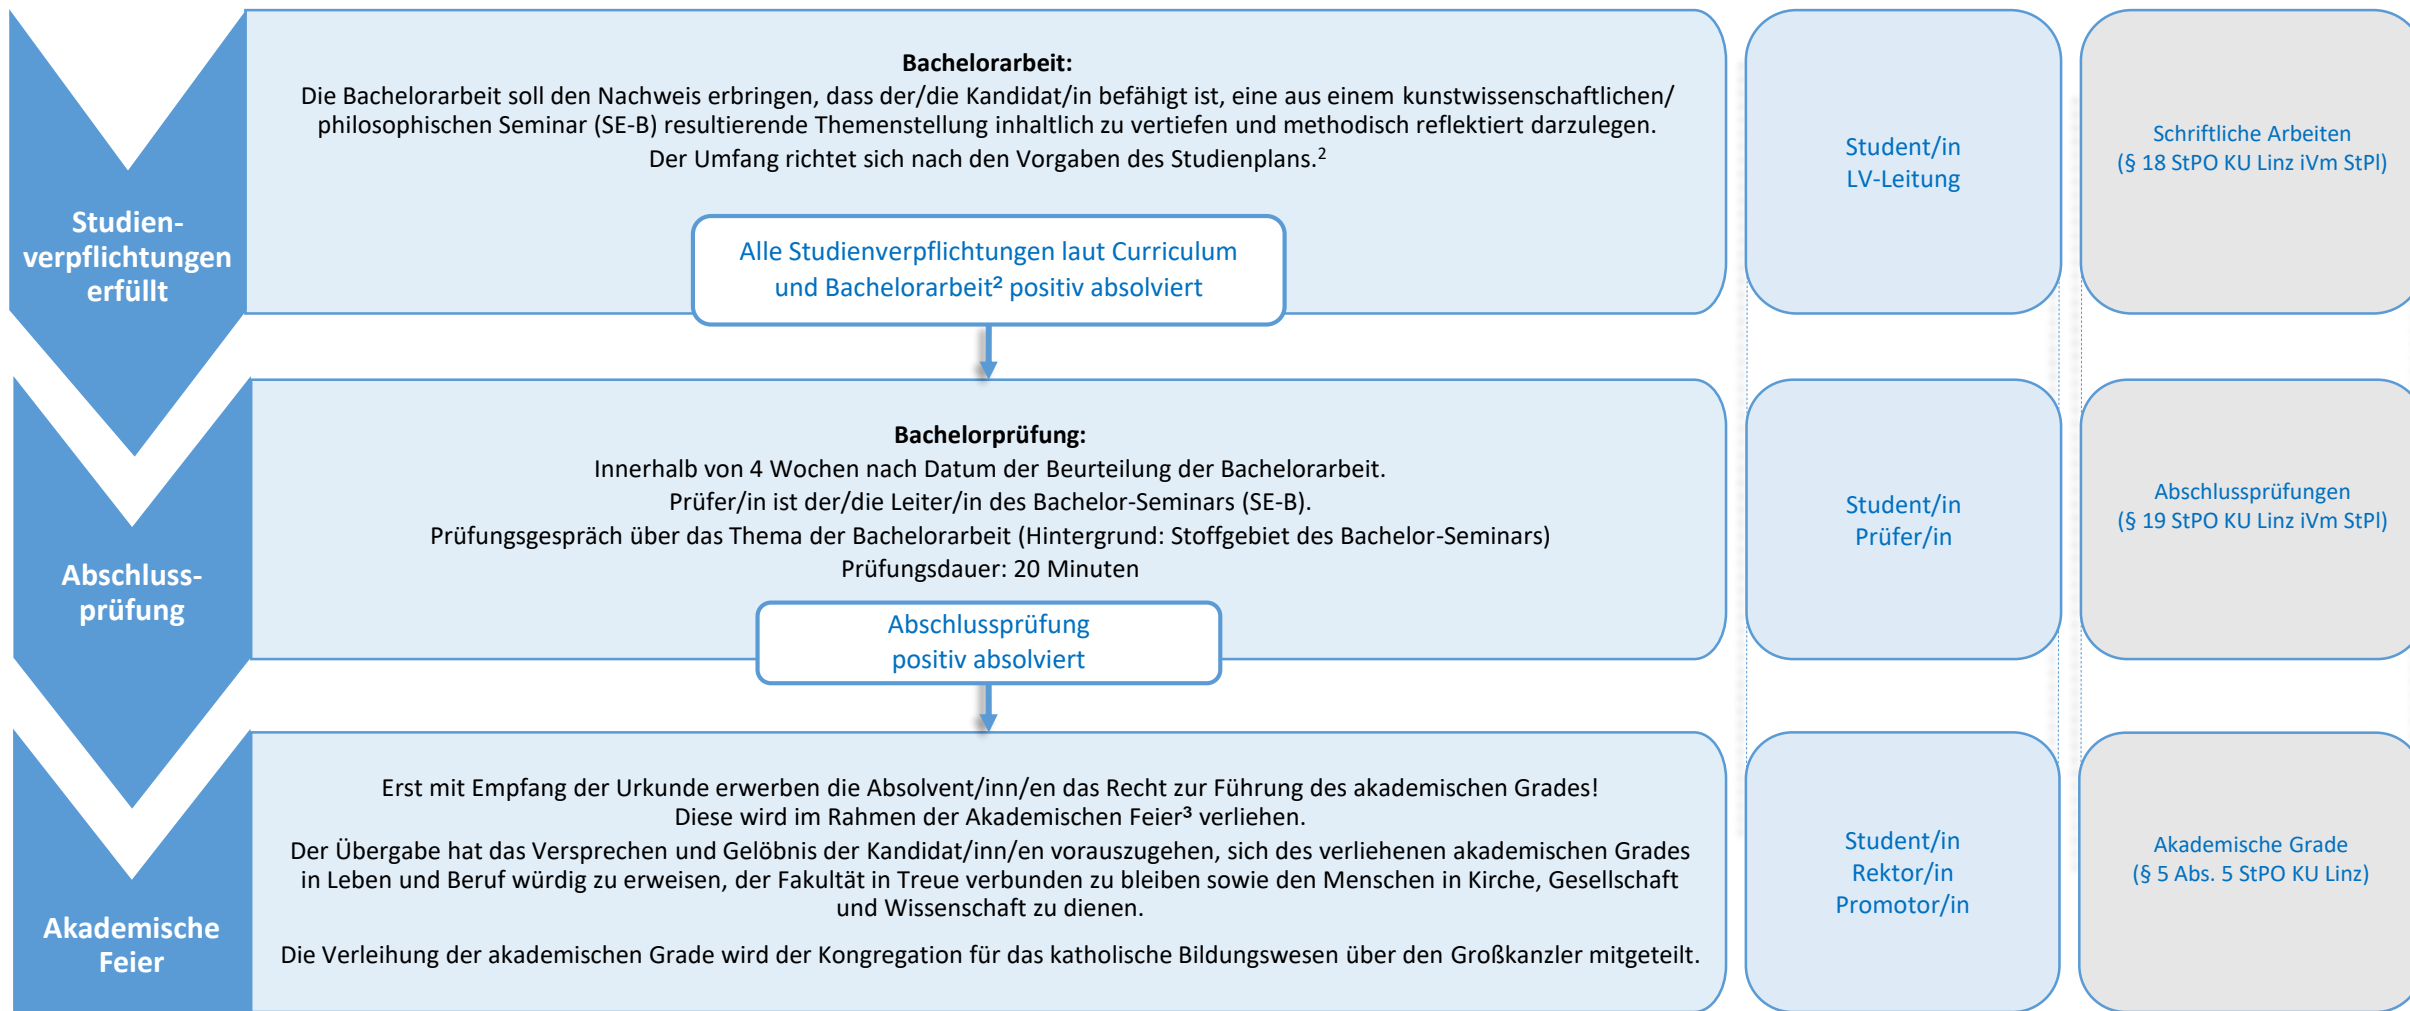 Studien-
verpflichtungen
erfüllt
Bachelorarbeit:
Die Bachelorarbeit soll den Nachweis erbringen, dass der/die Kandidat/in befähigt ist, eine aus einem kunstwissenschaftlichen/
philosophischen Seminar (SE-B) resultierende Themenstellung inhaltlich zu vertiefen und methodisch reflektiert darzulegen.
Der Umfang richtet sich nach den Vorgaben des Studienplans.²
Alle Studienverpflichtungen laut Curriculum
und Bachelorarbeit² positiv absolviert
Student/in
LV-Leitung
Schriftliche Arbeiten
(§ 18 StPO KU Linz iVm StPl)
Abschluss-
prüfung
Bachelorprüfung:
Innerhalb von 4 Wochen nach Datum der Beurteilung der Bachelorarbeit.
Prüfer/in ist der/die Leiter/in des Bachelor-Seminars (SE-B).
Prüfungsgespräch über das Thema der Bachelorarbeit (Hintergrund: Stoffgebiet des Bachelor-Seminars)
Prüfungsdauer: 20 Minuten
Abschlussprüfung
positiv absolviert
Student/in
Prüfer/in
Abschlussprüfungen
(§ 19 StPO KU Linz iVm StPl)
Akademische
Feier
Erst mit Empfang der Urkunde erwerben die Absolvent/inn/en das Recht zur Führung des akademischen Grades!
Diese wird im Rahmen der Akademischen Feier³ verliehen.
Der Übergabe hat das Versprechen und Gelöbnis der Kandidat/inn/en vorauszugehen, sich des verliehenen akademischen Grades
in Leben und Beruf würdig zu erweisen, der Fakultät in Treue verbunden zu bleiben sowie den Menschen in Kirche, Gesellschaft
und Wissenschaft zu dienen.
Die Verleihung der akademischen Grade wird der Kongregation für das katholische Bildungswesen über den Großkanzler mitgeteilt.
Student/in
Rektor/in
Promotor/in
Akademische Grade
(§ 5 Abs. 5 StPO KU Linz)